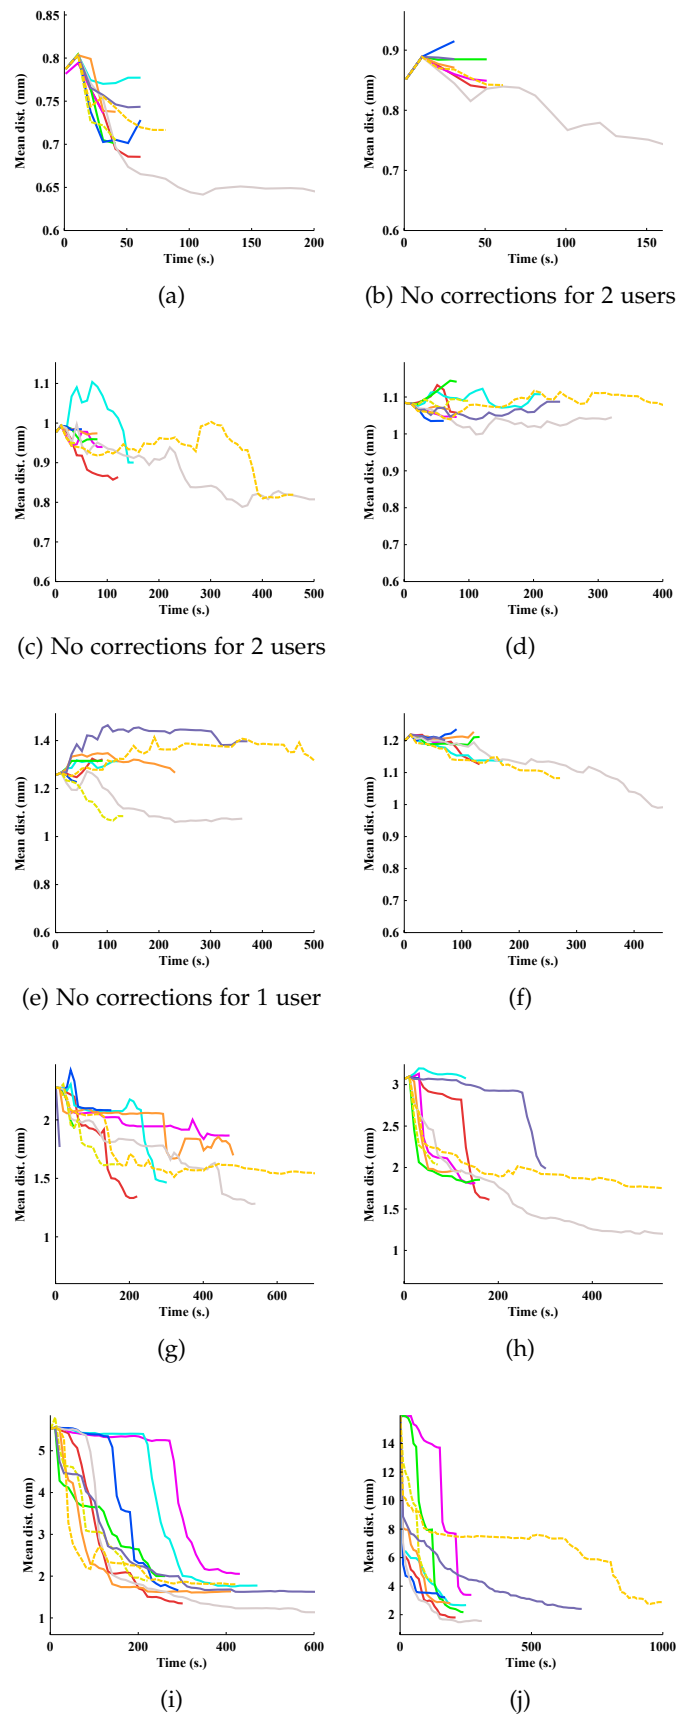 0.85
0.8
0.75
0.7
0.65
0.6
Mean dist. (mm)
0 50 100 150 200
Time (s.)
(a)
0.9
0.8
0.7
0.6
Mean dist. (mm)
0 50 100 150
Time (s.)
(b) No corrections for 2 users
1.1
1
0.9
0.8
0.7
0.6
Mean dist. (mm)
0 100 200 300 400 500
Time (s.)
(c) No corrections for 2 users
1.1
1
0.9
0.8
0.7
0.6
Mean dist. (mm)
0 100 200 300 400
Time (s.)
(d)
1.4
1.2
1
0.8
0.6
Mean dist. (mm)
0 100 200 300 400 500
Time (s.)
(e) No corrections for 1 user
1.2
1.1
1
0.9
0.8
0.7
0.6
Mean dist. (mm)
0 100 200 300 400
Time (s.)
(f)
2
1.5
1
Mean dist. (mm)
0 200 400 600
Time (s.)
(g)
3
2.5
2
1.5
1
Mean dist. (mm)
0 200 400
Time (s.)
(h)
5
4
3
2
1
Mean dist. (mm)
0 200 400 600
Time (s.)
(i)
14
12
10
8
6
4
2
Mean dist. (mm)
0 500 1000
Time (s.)
(j)